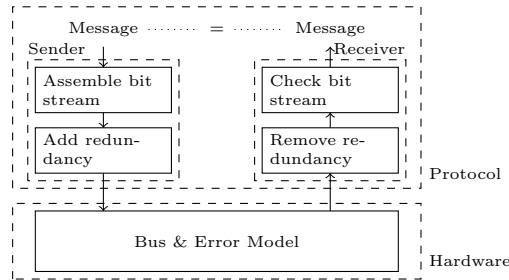 Message ········ = ········ Message
Sender
Receiver
Assemble bit
stream
Check bit
stream
Add redun-
dancy
Remove re-
dundancy
Protocol
Bus & Error Model
Hardware